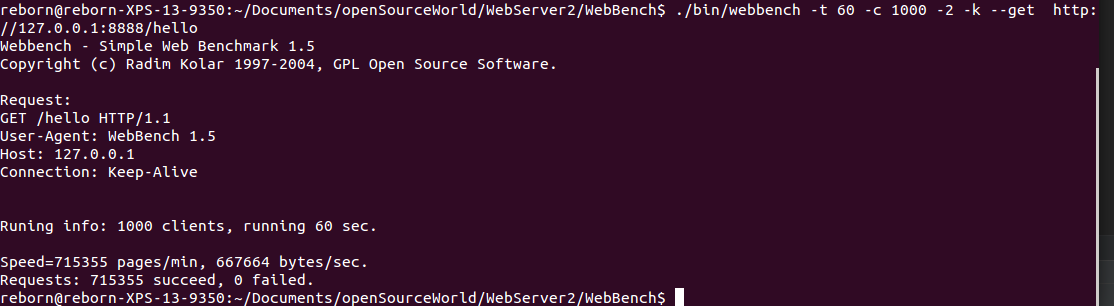 reborn@reborn-XPS-13-9350:~/Documents/openSourceWorld/WebServer2/WebBench$ ./bin/webbench -t 60 -c 1000 -2 -k --get  http:
//127.0.0.1:8888/hello
Webbench - Simple Web Benchmark 1.5
Copyright (c) Radim Kolar 1997-2004, GPL Open Source Software.
Request:
GET /hello HTTP/1.1
User-Agent: WebBench 1.5
Host: 127.0.0.1
Connection: Keep-Alive
Runing info: 1000 clients, running 60 sec.
Speed=715355 pages/min, 667664 bytes/sec.
Requests: 715355 succeed, 0 failed.
reborn@reborn-XPS-13-9350:~/Documents/openSourceWorld/WebServer2/WebBench$